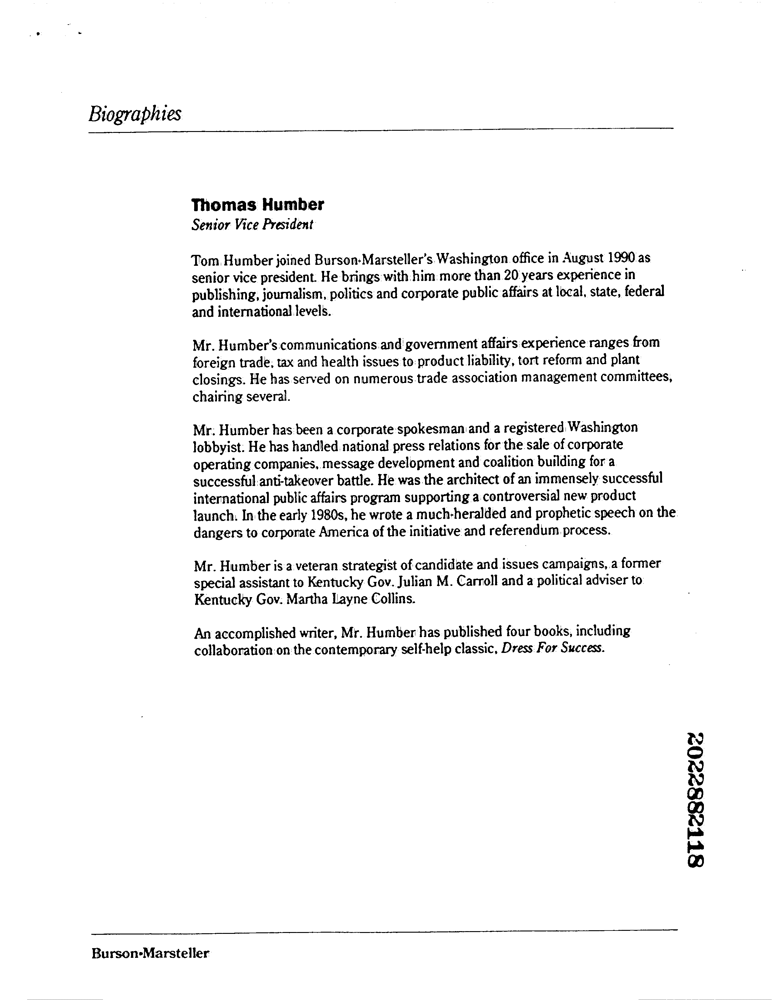 Biographies
Thomas Humber
Senior Vice President
Tom Humber joined Burson-Marsteller's Washington office in August 1990 as
senior vice president. He brings with him more than 20 years experience in
publishing, journalism, politics and corporate public affairs at local, state, federal
and international levels.
Mr. Humber's communications and government affairs experience ranges from
foreign trade, tax and health issues to product liability, tort reform and plant
closings. He has served on numerous trade association management committees,
chairing several.
Mr. Humber has been a corporate spokesman and a registered Washington
lobbyist. He has handled national press relations for the sale of corporate
operating companies, message development and coalition building for a
successful anti-takeover battle. He was the architect of an immensely successful
international public affairs program supporting a controversial new product
launch. In the early 1980s, he wrote a much-heralded and prophetic speech on the
dangers to corporate America of the initiative and referendum process.
Mr. Humber is a veteran strategist of candidate and issues campaigns, a former
special assistant to Kentucky Gov. Julian M. Carroll and a political adviser to
Kentucky Gov. Martha Layne Collins.
An accomplished writer, Mr. Humber has published four books, including
collaboration on the contemporary self-help classic, Dress For Success.
2022882118
Burson•Marsteller